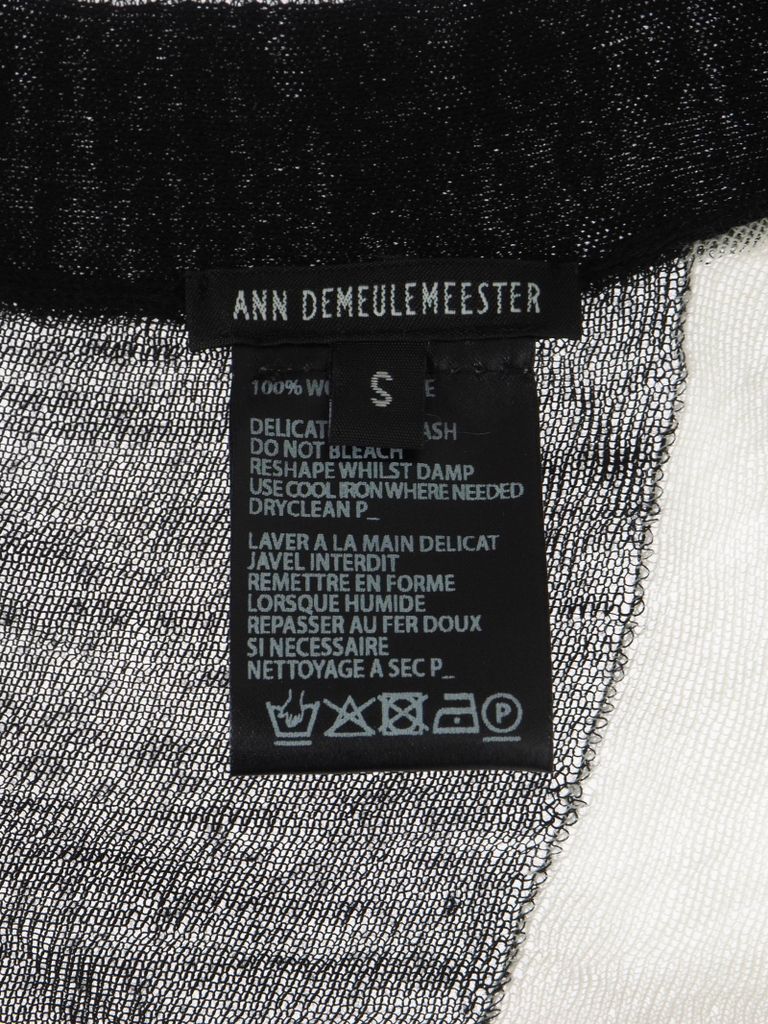 ANN DEMEULEMEESTER
S
100%
DO NOT BLEACH
RESHAPE WHILST DAMP
USE COOL IRON WHERE NEEDED
DRYCLEAN P_
LAVER A LA MAIN DELICAT
JAVEL INTERDIT
REMETTRE EN FORME
LORSQUE HUMIDE
REPASSER AU FER DOUX
SI NECESSAIRE
NETTOYAGE A SEC P_
P